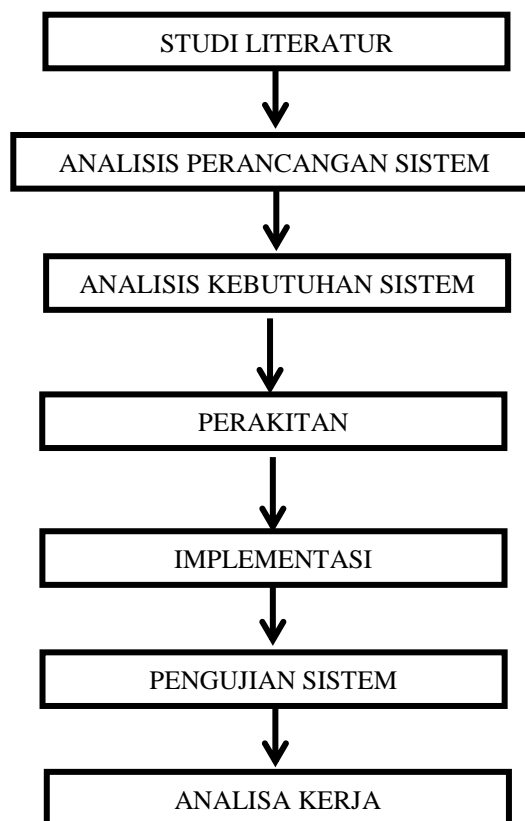 STUDI LITERATUR
ANALISIS PERANCANGAN SISTEM
ANALISIS KEBUTUHAN SISTEM
PERAKITAN
IMPLEMENTASI
PENGUJIAN SISTEM
ANALISA KERJA